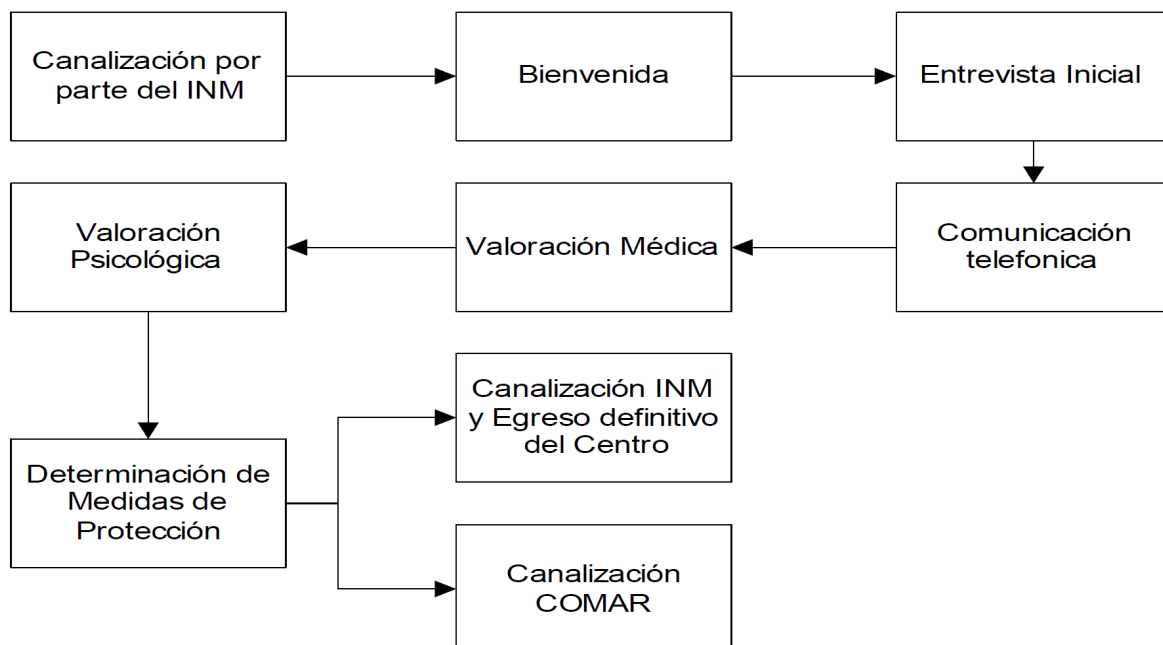 Canalización por
parte del INM
Bienvenida
Entrevista Inicial
Comunicación
telefonica
Valoración Médica
Valoración
Psicológica
Determinación de
Medidas de
Protección
Canalización INM
y Egreso definitivo
del Centro
Canalización
COMAR